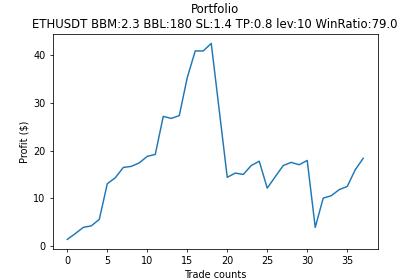 Portfolio
ETHUSDT BBM:2.3 BBL:180 SL:1.4 TP:0.8 lev:10 WinRatio:79.0
40
30
20
10
0
Profit ($)
0 5 10 15 20 25 30 35
Trade counts